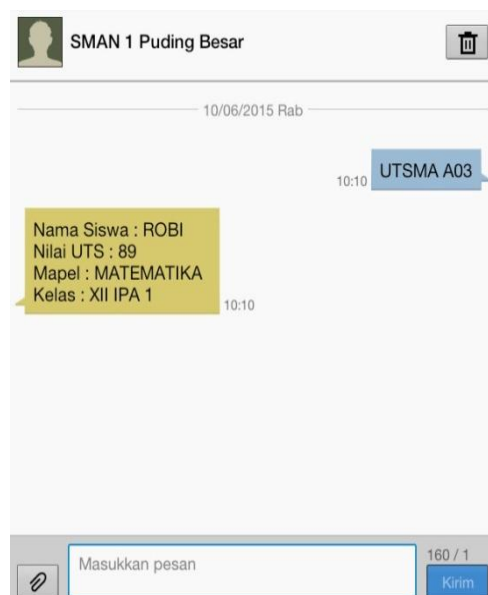 SMAN 1 Puding Besar
10/06/2015 Rab
UTSMA A03
10:10
Nama Siswa : ROBI
Nilai UTS : 89
Mapel : MATEMATIKA
Kelas : XII IPA 1
10:10
Masukkan pesan
160 / 1
Kirim